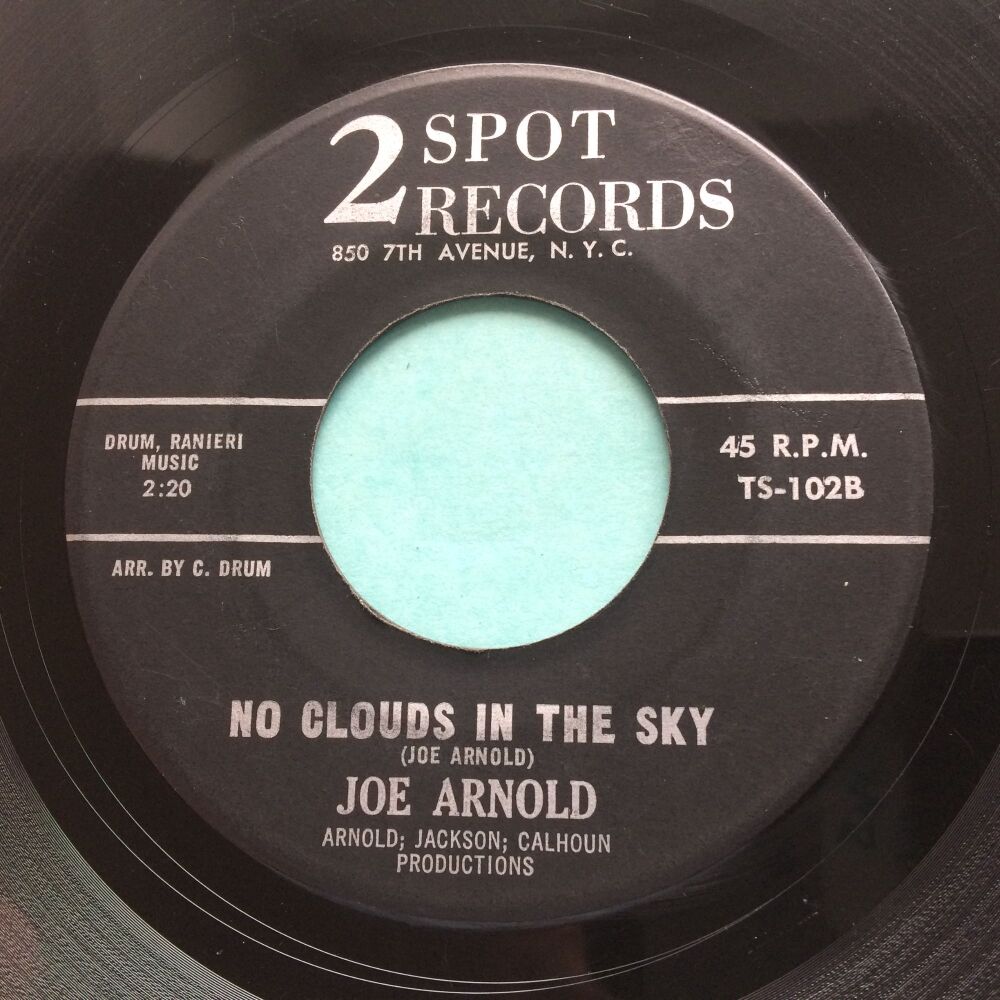 2 SPOT
RECORDS
850 7TH AVENUE, N. Y. C.
DRUM, RANIERI
MUSIC
2:20
45 R.P.M.
TS-102B
ARR. BY C. DRUM
NO CLOUDS IN THE SKY
(JOE ARNOLD)
JOE ARNOLD
ARNOLD; JACKSON; CALHOUN
PRODUCTIONS